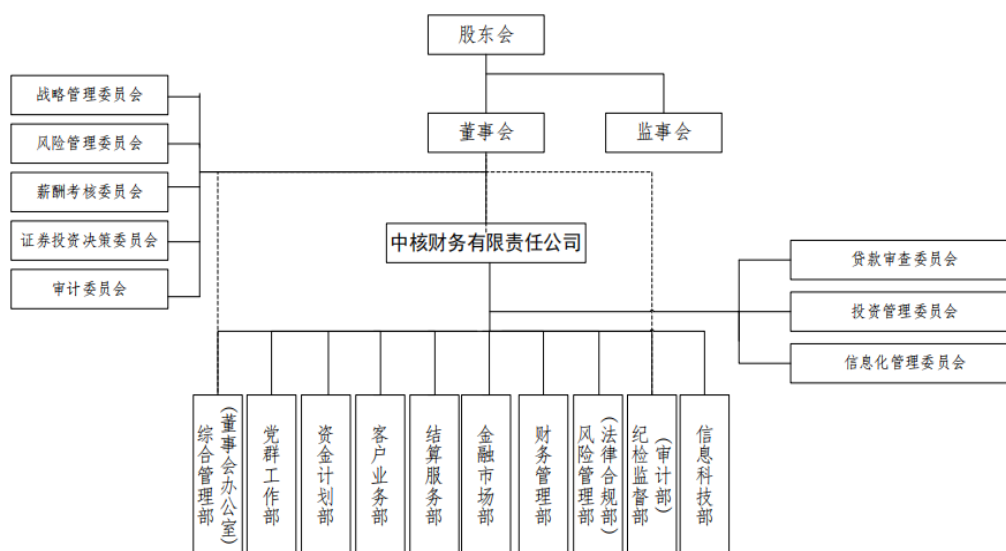 股东会
战略管理委员会
风险管理委员会
薪酬考核委员会
证券投资决策委员会
审计委员会
董事会
监事会
中核财务有限责任公司
贷款审查委员会
投资管理委员会
信息化管理委员会
综合管理部
(董事会办公室)
党群工作部
资金计划部
客户业务部
结算服务部
金融市场部
财务管理部
风险管理部
(法律合规部)
纪检监督部
(审计部)
信息科技部